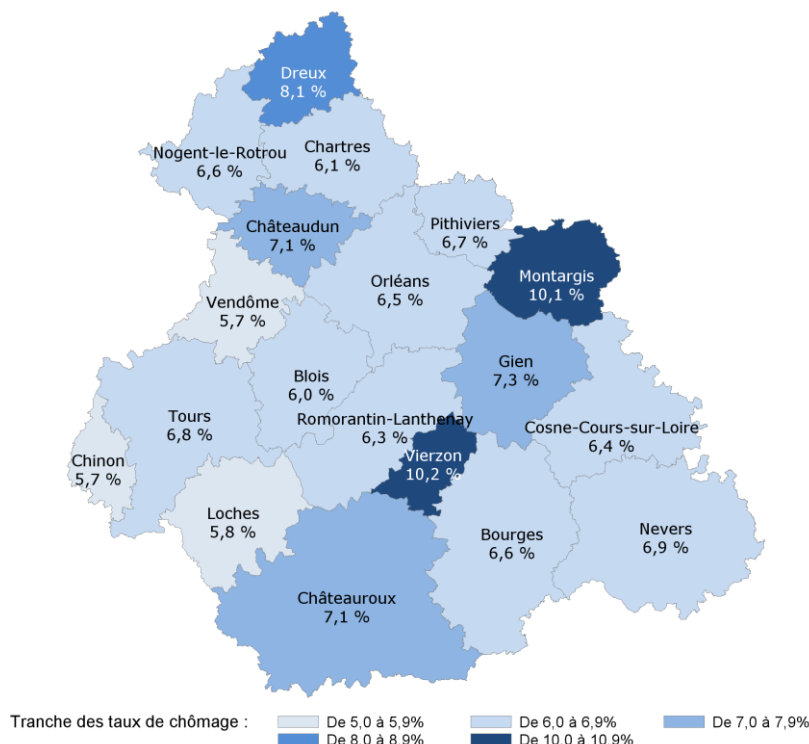 Dreux
8,1 %
Nogent-le-Rotrou
6,6 %
Chartres
6,1 %
Châteaudun
7,1 %
Pithiviers
6,7 %
Montargis
10,1 %
Orléans
6,5 %
Vendôme
5,7 %
Gien
7,3 %
Blois
6,0 %
Tours
6,8 %
Romorantin-Lanthenay
6,3 %
Cosne-Cours-sur-Loire
6,4 %
Chinon
5,7 %
Vierzon
10,2 %
Loches
5,8 %
Bourges
6,6 %
Nevers
6,9 %
Châteauroux
7,1 %
Tranche des taux de chômage : De 5,0 à 5,9% De 6,0 à 6,9% De 7,0 à 7,9%
De 8,0 à 8,9% De 10,0 à 10,9%